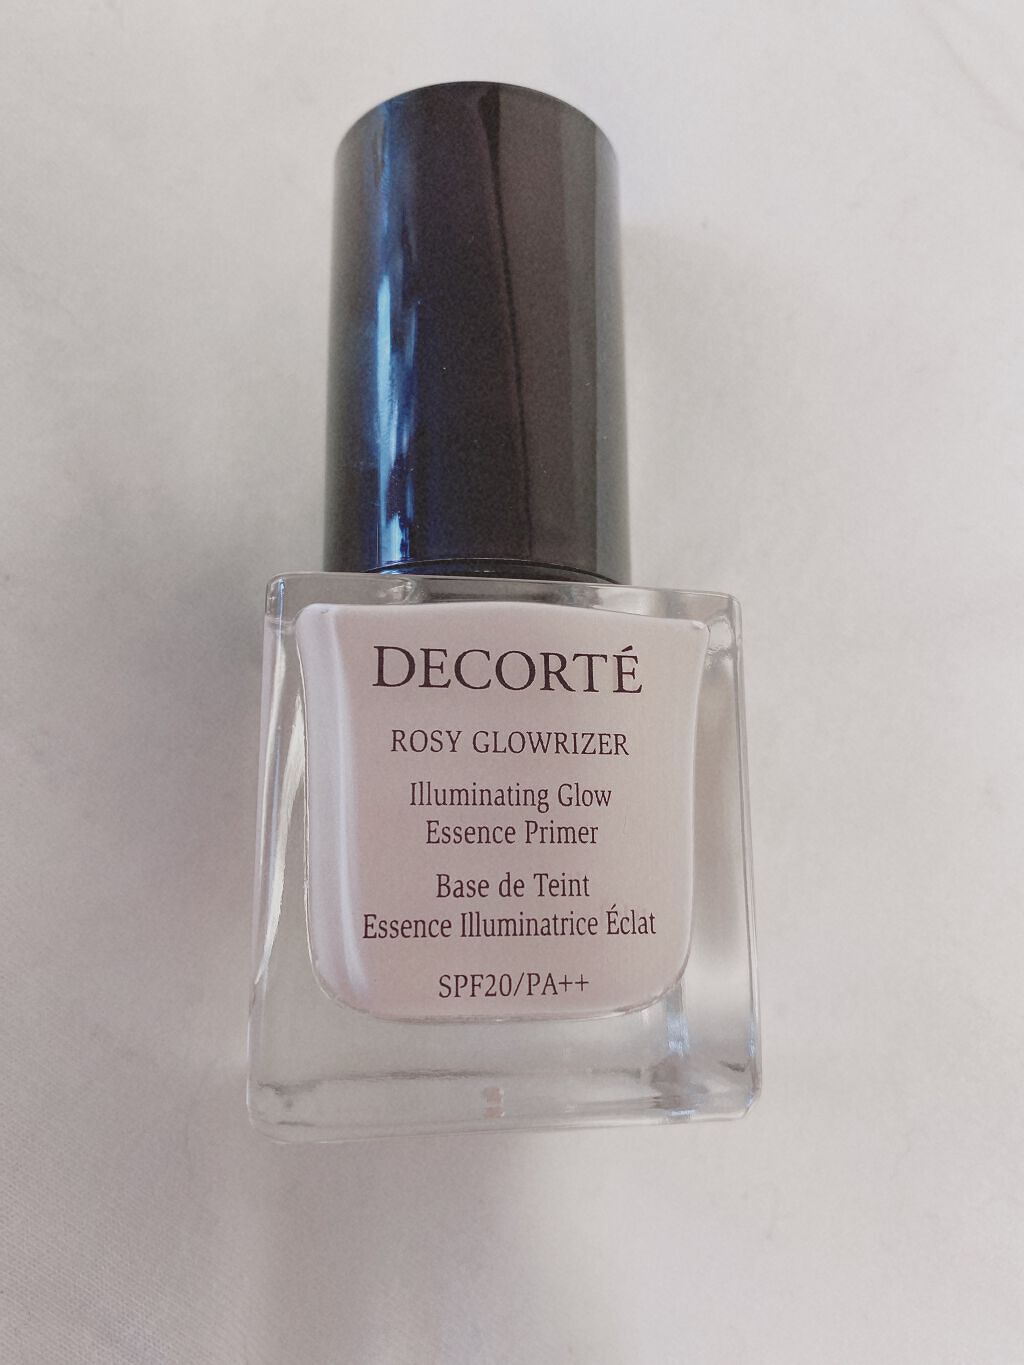 DECORTÉ
ROSY GLOWRIZER
Illuminating Glow
Essence Primer
Base de Teint
Essence Illuminatrice Éclat
SPF20/PA++